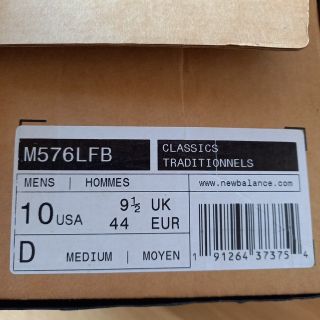 M576LFB
CLASSICS
TRADITIONNELS
MENS | HOMMES
www.newbalance.com
10 USA
9½ UK
44 EUR
D MEDIUM | MOYEN
1 91264 37375 4